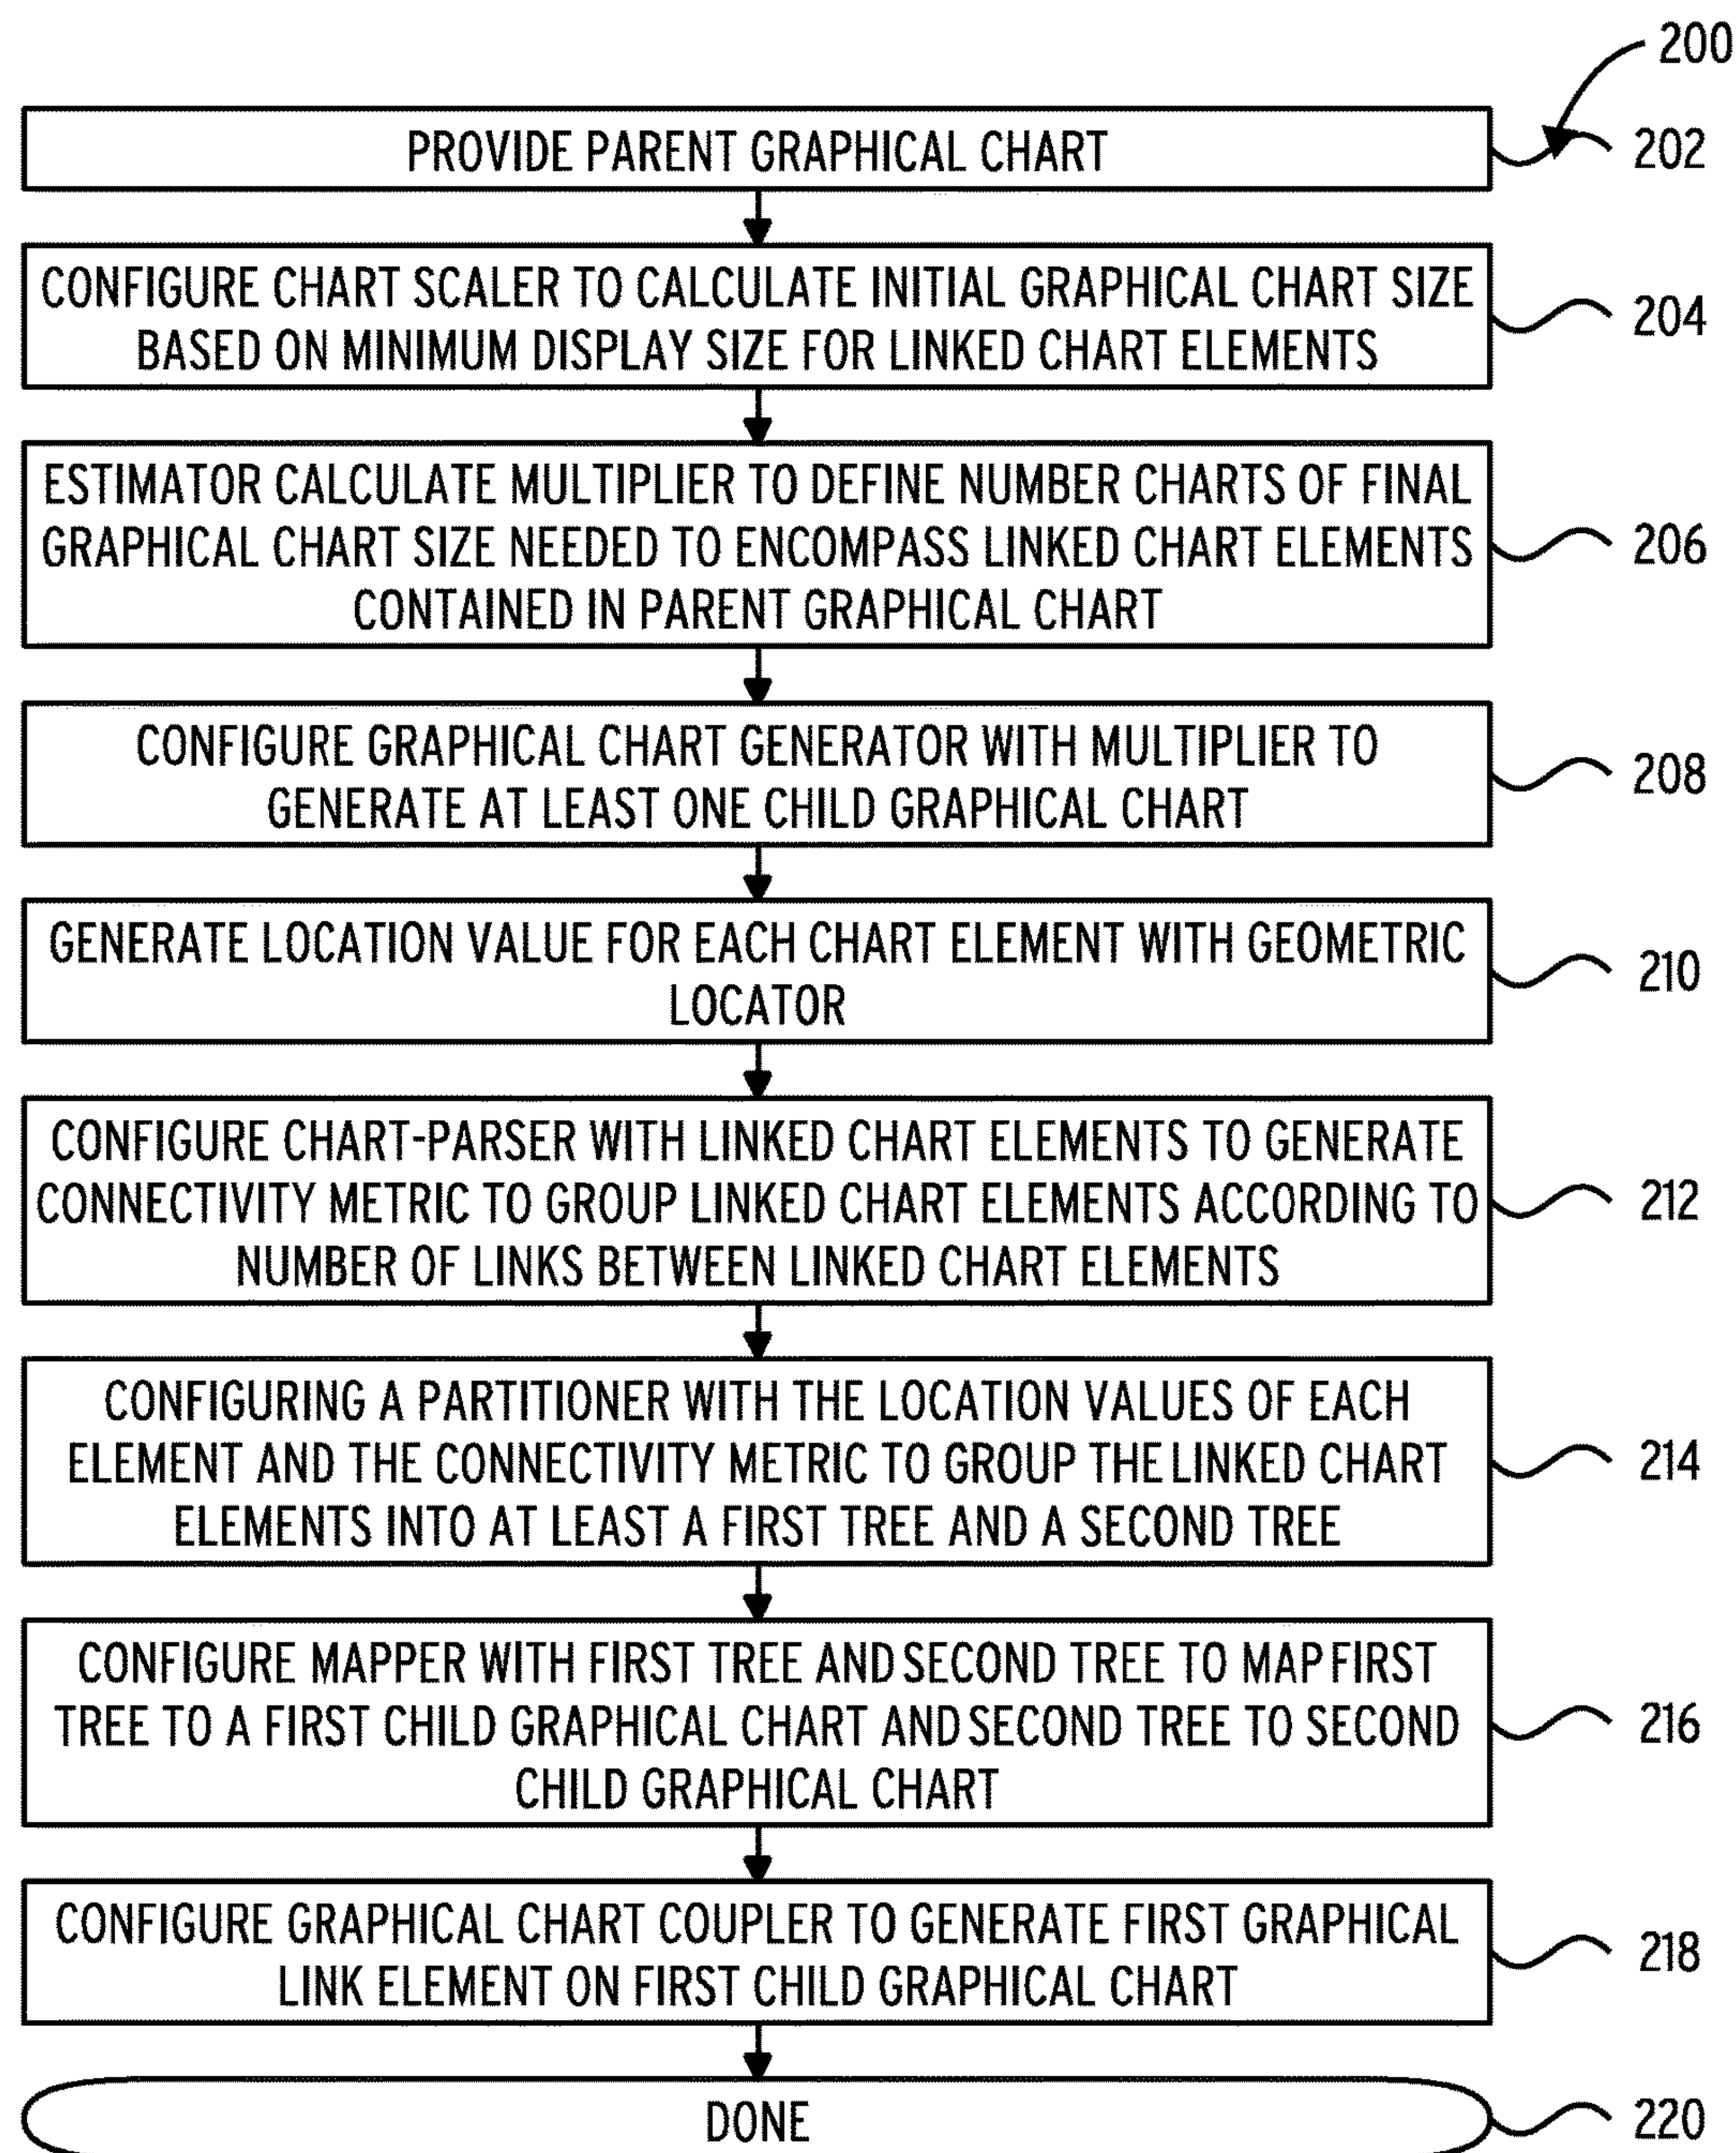 200
PROVIDE PARENT GRAPHICAL CHART
202
CONFIGURE CHART SCALER TO CALCULATE INITIAL GRAPHICAL CHART SIZE
BASED ON MINIMUM DISPLAY SIZE FOR LINKED CHART ELEMENTS
204
ESTIMATOR CALCULATE MULTIPLIER TO DEFINE NUMBER CHARTS OF FINAL
GRAPHICAL CHART SIZE NEEDED TO ENCOMPASS LINKED CHART ELEMENTS
CONTAINED IN PARENT GRAPHICAL CHART
206
CONFIGURE GRAPHICAL CHART GENERATOR WITH MULTIPLIER TO
GENERATE AT LEAST ONE CHILD GRAPHICAL CHART
208
GENERATE LOCATION VALUE FOR EACH CHART ELEMENT WITH GEOMETRIC
LOCATOR
210
CONFIGURE CHART-PARSER WITH LINKED CHART ELEMENTS TO GENERATE
CONNECTIVITY METRIC TO GROUP LINKED CHART ELEMENTS ACCORDING TO
NUMBER OF LINKS BETWEEN LINKED CHART ELEMENTS
212
CONFIGURING A PARTITIONER WITH THE LOCATION VALUES OF EACH
ELEMENT AND THE CONNECTIVITY METRIC TO GROUP THE LINKED CHART
ELEMENTS INTO AT LEAST A FIRST TREE AND A SECOND TREE
214
CONFIGURE MAPPER WITH FIRST TREE AND SECOND TREE TO MAP FIRST
TREE TO A FIRST CHILD GRAPHICAL CHART AND SECOND TREE TO SECOND
CHILD GRAPHICAL CHART
216
CONFIGURE GRAPHICAL CHART COUPLER TO GENERATE FIRST GRAPHICAL
LINK ELEMENT ON FIRST CHILD GRAPHICAL CHART
218
DONE
220